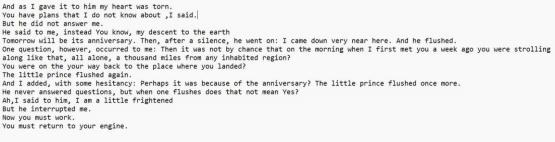 And as I gave it to him my heart was torn.
You have plans that I do not know about ,I said.
But he did not answer me.
He said to me, instead You know, my descent to the earth
Tomorrow will be its anniversary. Then, after a silence, he went on: I came down very near here. And he flushed.
One question, however, occurred to me: Then it was not by chance that on the morning when I first met you a week ago you were strolling
along like that, all alone, a thousand miles from any inhabited region?
You were on the your way back to the place where you landed?
The little prince flushed again.
And I added, with some hesitancy: Perhaps it was because of the anniversary? The little prince flushed once more.
He never answered questions, but when one flushes does that not mean Yes?
Ah,I said to him, I am a little frightened
But he interrupted me.
Now you must work.
You must return to your engine.